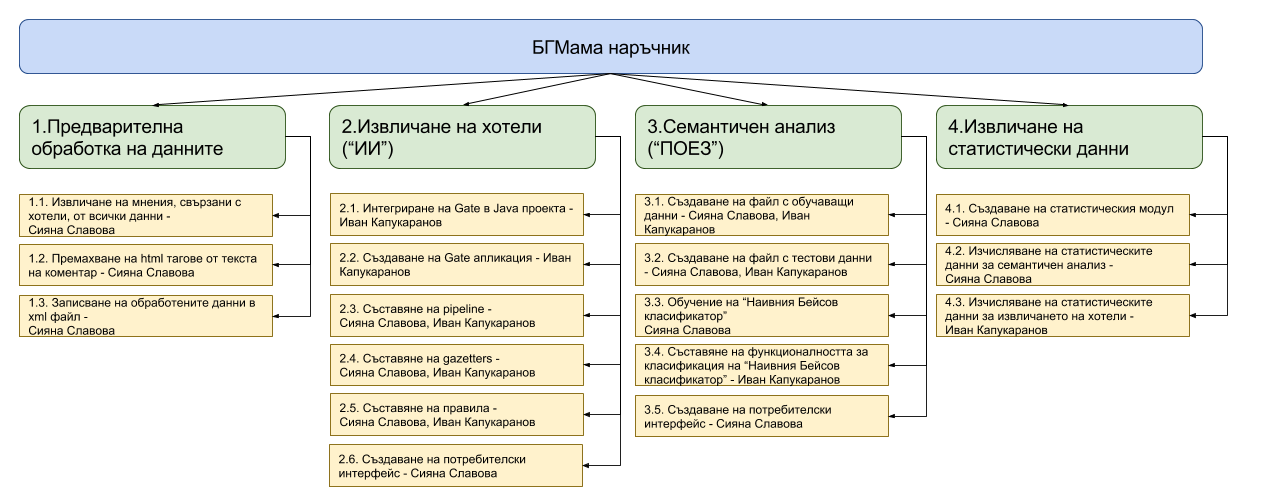 БГМама наръчник
1.Предварителна
обработка на данните
1.1. Извличане на мнения, свързани с
хотели, от всички данни -
Сияна Славова
1.2. Премахване на html тагове от текста
на коментар - Сияна Славова
1.3. Записване на обработените данни в
xml файл -
Сияна Славова
2.Извличане на хотели
(“ИИ”)
2.1. Интегриране на Gate в Java проекта -
Иван Капукаранов
2.2. Създаване на Gate апликация - Иван
Капукаранов
2.3. Съставяне на pipeline -
Сияна Славова, Иван Капукаранов
2.4. Съставяне на gazetters -
Сияна Славова, Иван Капукаранов
2.5. Съставяне на правила -
Сияна Славова, Иван Капукаранов
2.6. Създаване на потребителски
интерфейс - Сияна Славова
3.Семантичен анализ
(“ПОЕЗ”)
3.1. Създаване на файл с обучаващи
данни - Сияна Славова, Иван
Капукаранов
3.2. Създаване на файл с тестови данни
- Сияна Славова, Иван Капукаранов
3.3. Обучение на “Наивния Бейсов
класификатор”
Сияна Славова
3.4. Съставяне на функционалността за
класификация на “Наивния Бейсов
класификатор” - Иван Капукаранов
3.5. Създаване на потребителски
интерфейс - Сияна Славова
4.Извличане на
статистически данни
4.1. Създаване на статистическия модул
- Сияна Славова
4.2. Изчисляване на статистическите
данни за семантичен анализ -
Сияна Славова
4.3. Изчисляване на статистическите
данни за извличането на хотели -
Иван Капукаранов